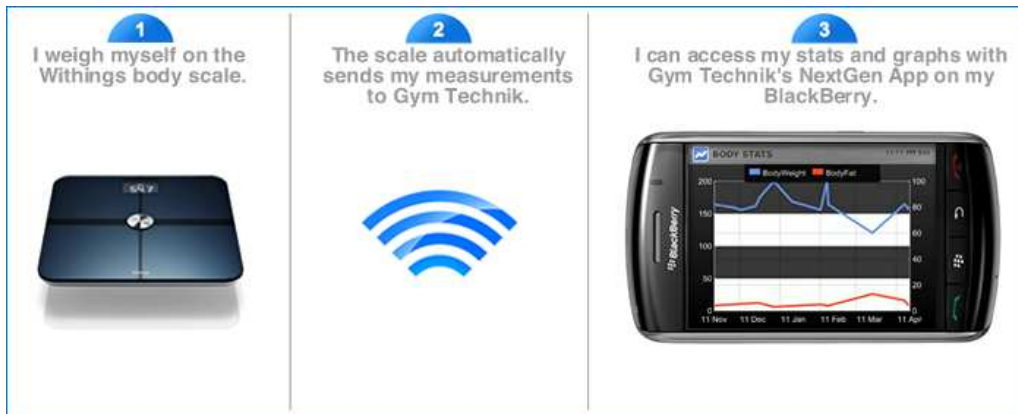 1
I weigh myself on the
Withings body scale.
2
The scale automatically
sends my measurements
to Gym Technik.
3
I can access my stats and graphs with
Gym Technik's NextGen App on my
BlackBerry.
BODY STATS
BodyWeight BodyFat
200 100
150 80
60
100
40
50
20
0 0
11 Nov 11 Dec 11 Jan 11 Feb 11 Mar 11 Apr
BlackBerry